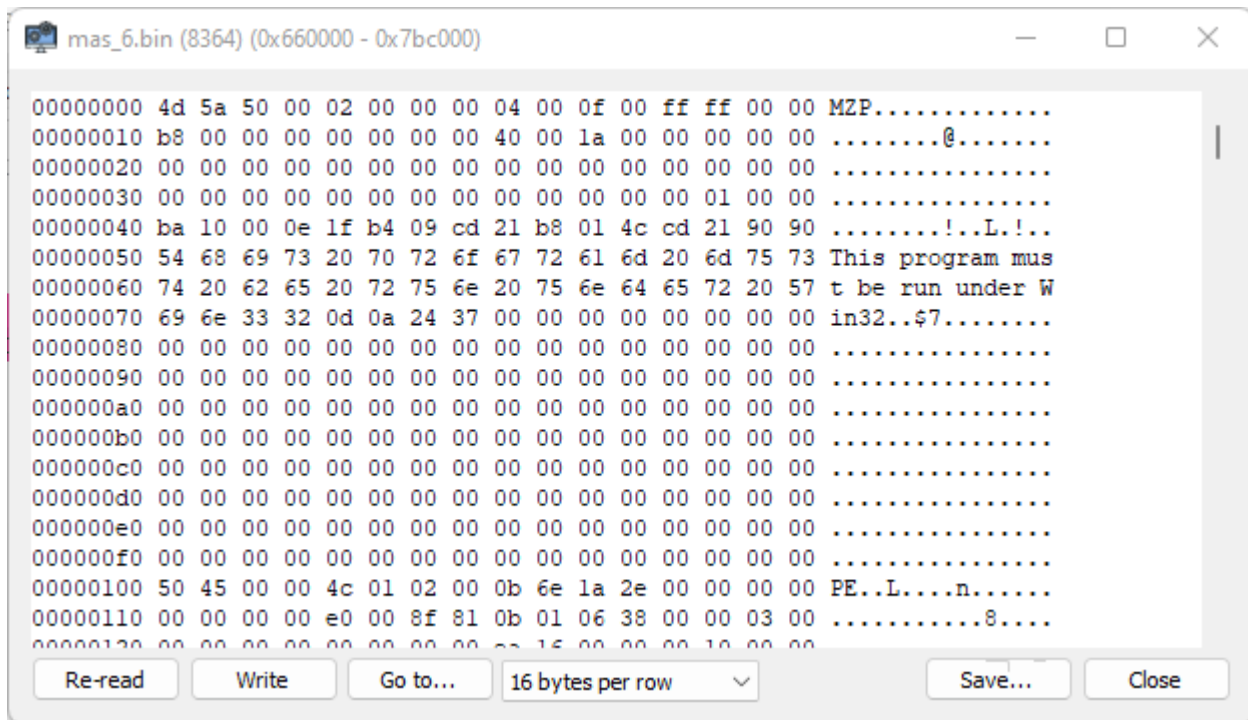 mas_6.bin (8364) (0x660000 - 0x7bc000)
00000000 4d 5a 50 00 02 00 00 00 04 00 0f 00 ff ff 00 00 MZP.............
00000010 b8 00 00 00 00 00 00 00 40 00 1a 00 00 00 00 00 ........@.......
00000020 00 00 00 00 00 00 00 00 00 00 00 00 00 00 00 00 ................
00000030 00 00 00 00 00 00 00 00 00 00 00 00 00 01 00 00 ................
00000040 ba 10 00 0e 1f b4 09 cd 21 b8 01 4c cd 21 90 90 ........!..L.!..
00000050 54 68 69 73 20 70 72 6f 67 72 61 6d 20 6d 75 73 This program mus
00000060 74 20 62 65 20 72 75 6e 20 75 6e 64 65 72 20 57 t be run under W
00000070 69 6e 33 32 0d 0a 24 37 00 00 00 00 00 00 00 00 in32..$7........
00000080 00 00 00 00 00 00 00 00 00 00 00 00 00 00 00 00 ................
00000090 00 00 00 00 00 00 00 00 00 00 00 00 00 00 00 00 ................
000000a0 00 00 00 00 00 00 00 00 00 00 00 00 00 00 00 00 ................
000000b0 00 00 00 00 00 00 00 00 00 00 00 00 00 00 00 00 ................
000000c0 00 00 00 00 00 00 00 00 00 00 00 00 00 00 00 00 ................
000000d0 00 00 00 00 00 00 00 00 00 00 00 00 00 00 00 00 ................
000000e0 00 00 00 00 00 00 00 00 00 00 00 00 00 00 00 00 ................
000000f0 00 00 00 00 00 00 00 00 00 00 00 00 00 00 00 00 ................
00000100 50 45 00 00 4c 01 02 00 0b 6e 1a 2e 00 00 00 00 PE..L....n......
00000110 00 00 00 00 e0 00 8f 81 0b 01 06 38 00 00 03 00 ...........8....
Re-read Write Go to... 16 bytes per row Save... Close